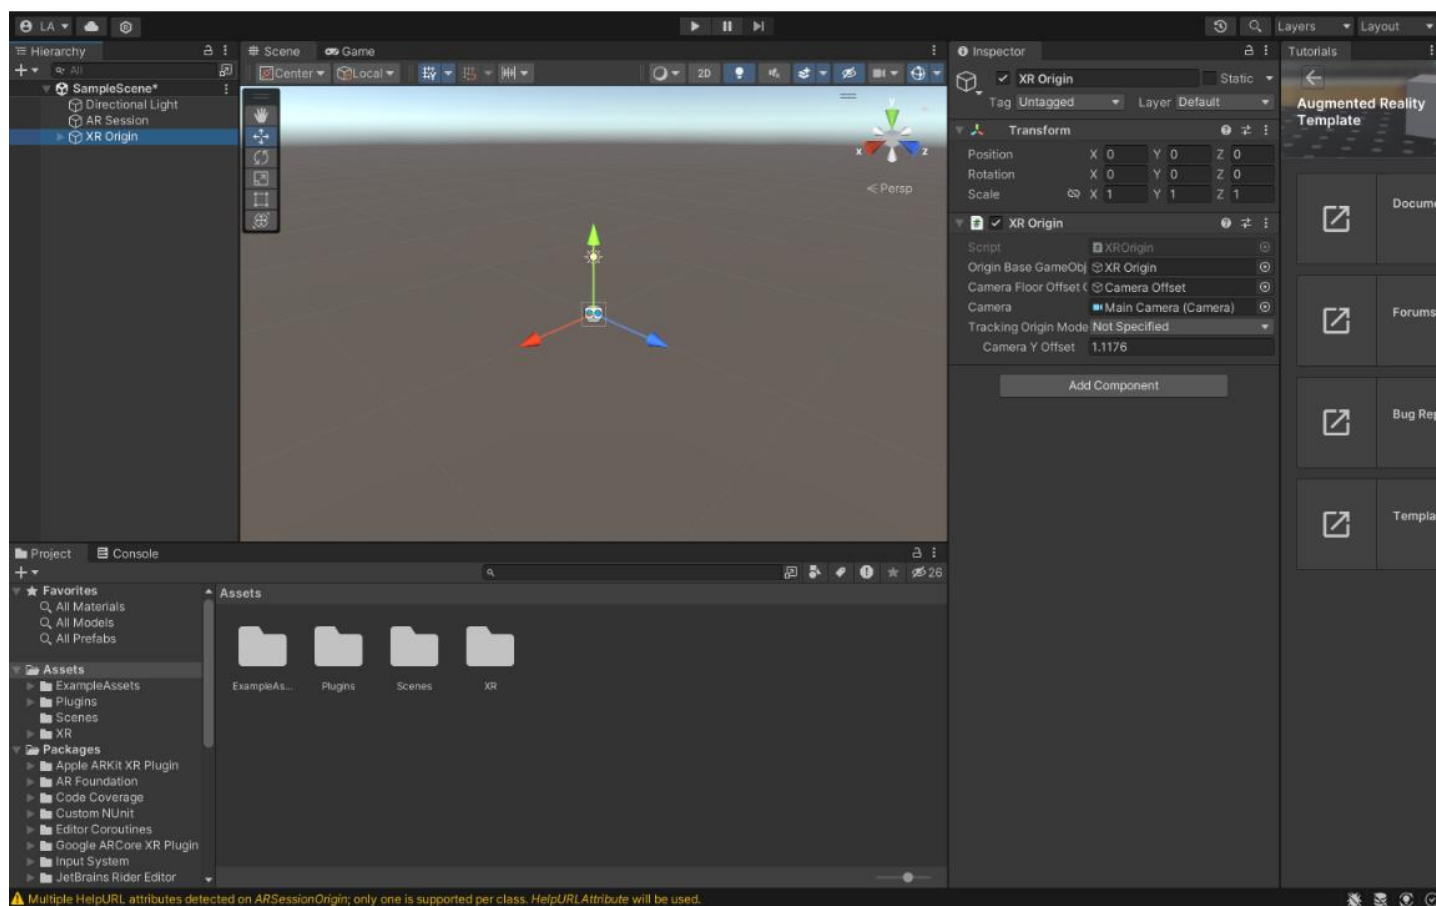 LA
Layers Layout
Hierarchy
All
SampleScene*
Directional Light
AR Session
XR Origin
Scene Game
Center Local 2D
y
x z
Persp
Inspector
XR Origin Static
Tag Untagged Layer Default
Transform
Position X 0 Y 0 Z 0
Rotation X 0 Y 0 Z 0
Scale X 1 Y 1 Z 1
XR Origin
Script XROrigin
Origin Base GameObj XR Origin
Camera Floor Offset Camera Offset
Camera Main Camera (Camera)
Tracking Origin Mode Not Specified
Camera Y Offset 1.1176
Add Component
Tutorials
Augmented Reality
Template
Docume
Forums
Bug Rep
Templa
Project Console
26
Favorites
All Materials
All Models
All Prefabs
Assets
ExampleAssets
Plugins
Scenes
XR
Packages
Apple ARKit XR Plugin
AR Foundation
Code Coverage
Custom NUnit
Editor Coroutines
Google ARCore XR Plugin
Input System
JetBrains Rider Editor
Assets
ExampleAs... Plugins Scenes XR
Multiple HelpURL attributes detected on ARSessionOrigin; only one is supported per class. HelpURLAttribute will be used.